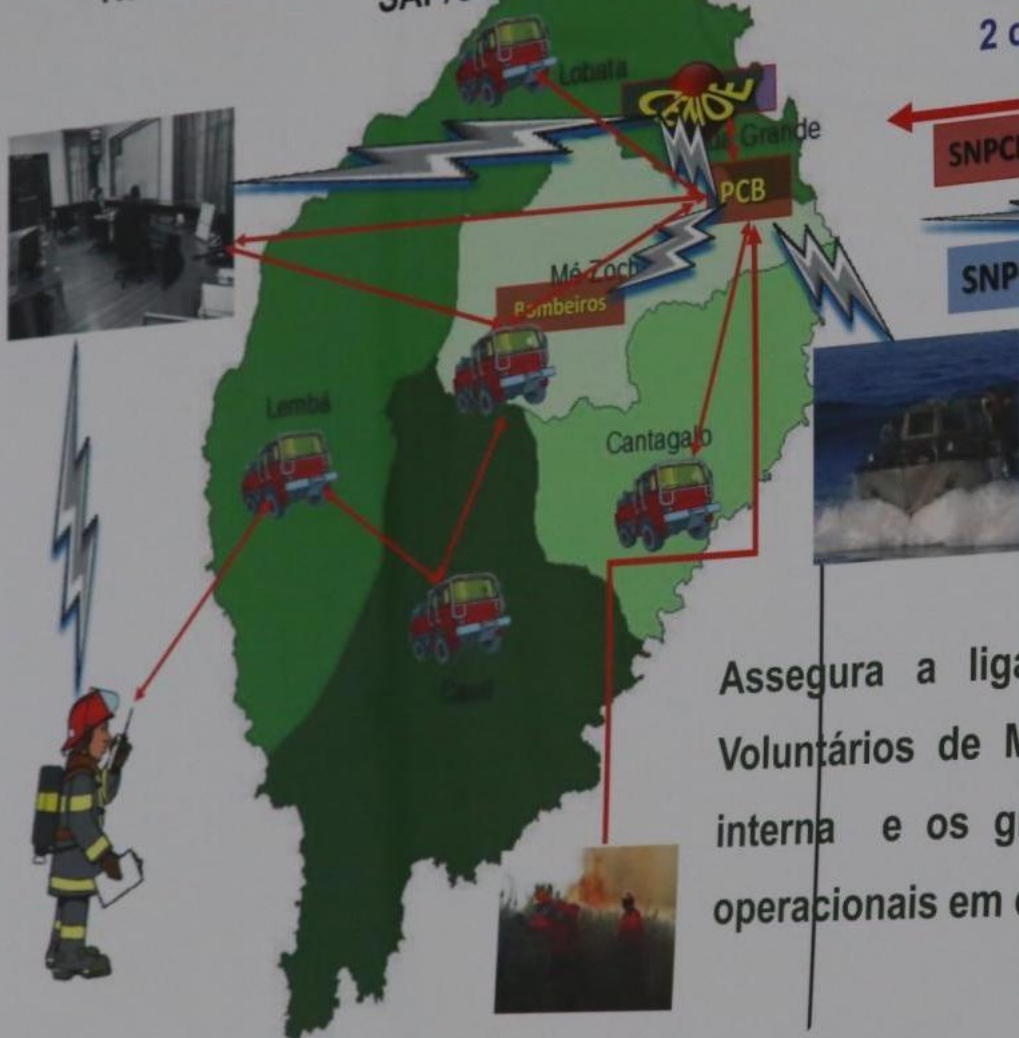 2
Lobata
Grande
SNPC
PCB
Mé-Zoch
SNP
Bombeiros
Lembá
Cantagalo
Assegura a liga
Voluntários de M
interna e os g
operacionais em